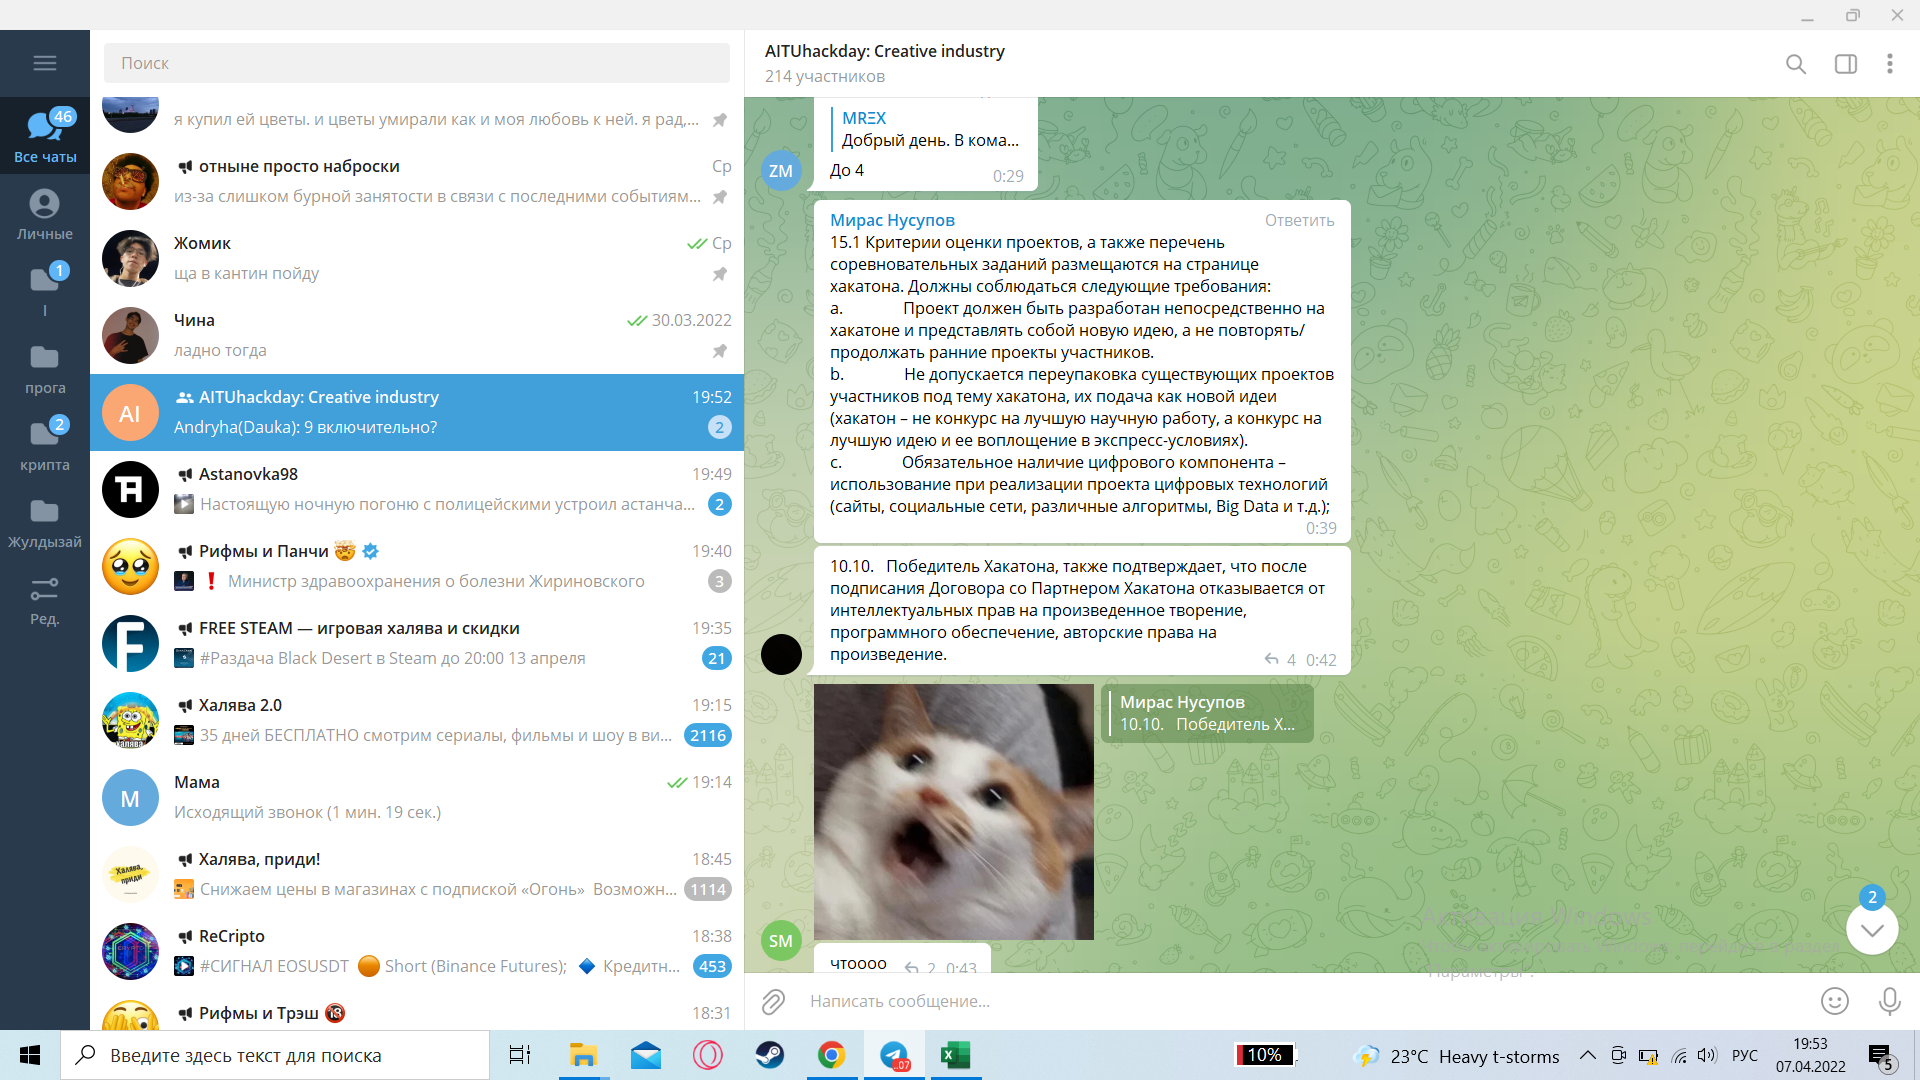 Поиск
46
Все чаты
Личные
1
I
прога
2
крипта
Жулдызай
Ред.
я купил ей цветы. и цветы умирали как и моя любовь к ней. я рад,...
отныне просто наброски
Ср
из-за слишком бурной занятости в связи с последними событиям...
Жомик
Ср
ща в кантин пойду
Чина
30.03.2022
ладно тогда
AI
AITUhackday: Creative industry
19:52
Andryha(Dauka): 9 включительно?
2
Astanovka98
19:49
Настоящую ночную погоню с полицейскими устроил астанча...
2
Рифмы и Панчи 🤯
19:40
❗ Министр здравоохранения о болезни Жириновского
3
FREE STEAM — игровая халява и скидки
19:35
#Раздача Black Desert в Steam до 20:00 13 апреля
21
Халява 2.0
19:15
35 дней БЕСПЛАТНО смотрим сериалы, фильмы и шоу в ви...
2116
ХАЛЯВА
М
Мама
19:14
Исходящий звонок (1 мин. 19 сек.)
Халява, приди
Халява, приди!
18:45
Снижаем цены в магазинах с подпиской «Огонь» Возможн...
1114
ReCripto
18:38
#СИГНАЛ EOSUSDT 🟠 Short (Binance Futures); 🔷 Кредитн...
453
Рифмы и Трэш 🔞
18:31
AITUhackday: Creative industry
214 участников
MRΞX
Добрый день. В кома...
ZM
До 4
0:29
Мирас Нусупов
Ответить
15.1 Критерии оценки проектов, а также перечень
соревновательных заданий размещаются на странице
хакатона. Должны соблюдаться следующие требования:
a. Проект должен быть разработан непосредственно на
хакатоне и представлять собой новую идею, а не повторять/
продолжать ранние проекты участников.
b. Не допускается переупаковка существующих проектов
участников под тему хакатона, их подача как новой идеи
(хакатон – не конкурс на лучшую научную работу, а конкурс на
лучшую идею и ее воплощение в экспресс-условиях).
c. Обязательное наличие цифрового компонента –
использование при реализации проекта цифровых технологий
(сайты, социальные сети, различные алгоритмы, Big Data и т.д.);
0:39
10.10. Победитель Хакатона, также подтверждает, что после
подписания Договора со Партнером Хакатона отказывается от
интеллектуальных прав на произведенное творение,
программного обеспечение, авторские права на
произведение.
4 0:42
Мирас Нусупов
10.10. Победитель Х...
SM
чтоооо
2 0:43
2
Активация Windows
"Параметры".
Написать сообщение...
Введите здесь текст для поиска
..07
10%
23°C Heavy t-storms
РУС
19:53
07.04.2022
5